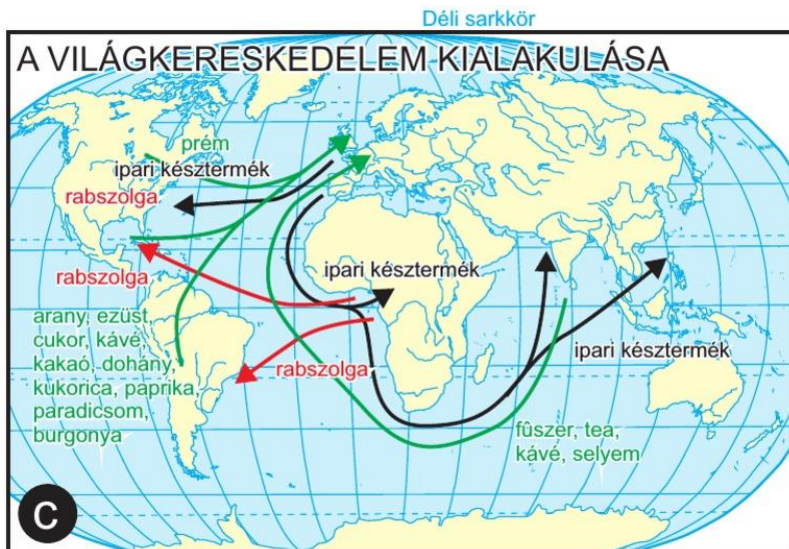 Déli sarkkör
A VILÁGKERESKEDELEM KIALAKULÁSA
prém
ipari késztermék
rabszolga
rabszolga
ipari késztermék
arany, ezüst,
cukor, kávé,
kakaó, dohány,
kukorica, paprika,
paradicsom,
burgonya
rabszolga
ipari késztermék
fûszer, tea,
kávé, selyem
C